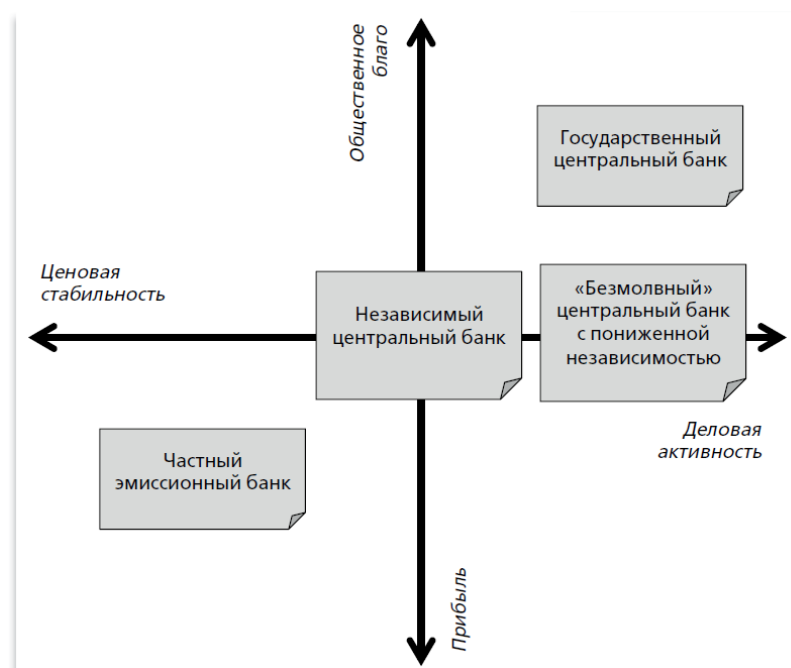 Общественное
благо
Государственный
центральный банк
Ценовая
стабильность
Независимый
центральный банк
«Безмолвный»
центральный банк
с пониженной
независимостью
Деловая
активность
Частный
эмиссионный банк
Прибыль